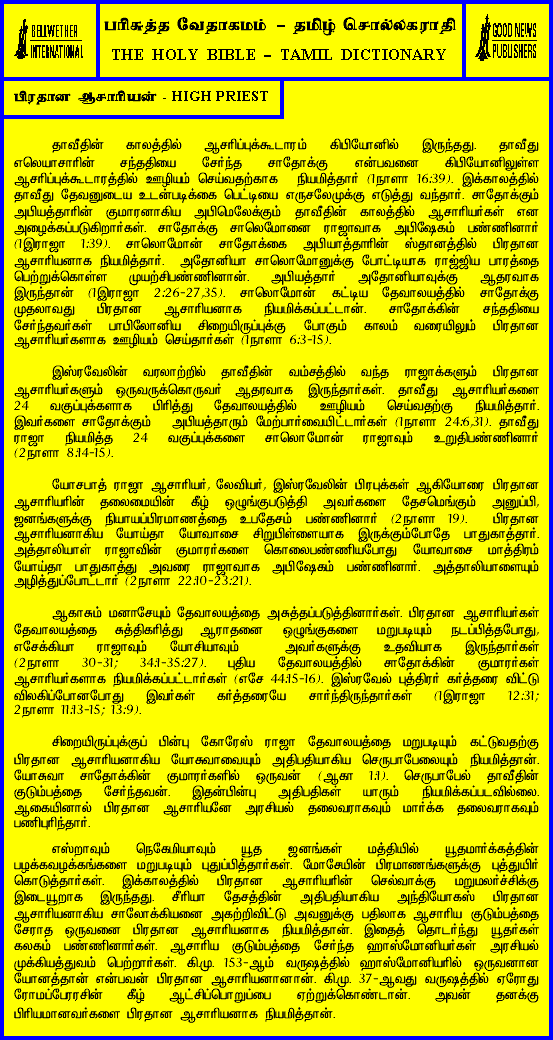 BELLWETHER
INTERNATIONAL
பரிசுத்த வேதாகமம் – தமிழ் சொல்லகராதி
THE HOLY BIBLE – TAMIL DICTIONARY
GOOD NEWS
PUBLISHERS
பிரதான ஆசாரியன் - HIGH PRIEST
தாவீதின் காலத்தில் ஆசரிப்புக்கூடாரம் கிபியோனில் இருந்தது. தாவீது
எலெயாசாரின் சந்ததியை சேர்ந்த சாதோக்கு என்பவனை கிபியோனிலுள்ள
ஆசரிப்புக்கூடாரத்தில் ஊழியம் செய்வதற்காக நியமித்தார் (1நாளா 16:39). இக்காலத்தில்
தாவீது தேவனுடைய உடன்படிக்கை பெட்டியை எருசலேமுக்கு எடுத்து வந்தார். சாதோக்கும்
அபியத்தாரின் குமாரனாகிய அபிமெலேக்கும் தாவீதின் காலத்தில் ஆசாரியர்கள் என
அழைக்கப்படுகிறார்கள். சாதோக்கு சாலெமோனை ராஜாவாக அபிஷேகம் பண்ணினார்
(1இராஜா 1:39). சாலொமோன் சாதோக்கை அபியாத்தாரின் ஸ்தானத்தில் பிரதான
ஆசாரியனாக நியமித்தார். அதோனியா சாலொமோனுக்கு போட்டியாக ராஜ்ஜிய பாரத்தை
பெற்றுக்கொள்ள முயற்சிபண்ணினான். அபியத்தார் அதோனியாவுக்கு ஆதரவாக
இருந்தான் (1இராஜா 2:26-27,35). சாலொமோன் கட்டிய தேவாலயத்தில் சாதோக்கு
முதலாவது பிரதான ஆசாரியனாக நியமிக்கப்பட்டான். சாதோக்கின் சந்ததியை
சேர்ந்தவர்கள் பாபிலோனிய சிறையிருப்புக்கு போகும் காலம் வரையிலும் பிரதான
ஆசாரியர்களாக ஊழியம் செய்தார்கள் (1நாளா 6:3-15).
இஸ்ரவேலின் வரலாற்றில் தாவீதின் வம்சத்தில் வந்த ராஜாக்களும் பிரதான
ஆசாரியர்களும் ஒருவருக்கொருவர் ஆதரவாக இருந்தார்கள். தாவீது ஆசாரியர்களை
24 வகுப்புக்களாக பிரித்து தேவாலயத்தில் ஊழியம் செய்வதற்கு நியமித்தார்.
இவர்களை சாதோக்கும் அபியத்தாரும் மேற்பார்வையிட்டார்கள் (1நாளா 24:6,31). தாவீது
ராஜா நியமித்த 24 வகுப்புக்களை சாலொமோன் ராஜாவும் உறுதிபண்ணினார்
(2நாளா 8:14-15).
யோசபாத் ராஜா ஆசாரியர், லேவியர், இஸ்ரவேலின் பிரபுக்கள் ஆகியோரை பிரதான
ஆசாரியரின் தலைமையின் கீழ் ஒழுங்குபடுத்தி அவர்களை தேசமெங்கும் அனுப்பி,
ஜனங்களுக்கு நியாயப்பிரமாணத்தை உபதேசம் பண்ணினார் (2நாளா 19). பிரதான
ஆசாரியனாகிய யோய்தா யோவாசை சிறுபிள்ளையாக இருக்கும்போதே பாதுகாத்தார்.
அத்தாலியாள் ராஜாவின் குமாரர்களை கொலைபண்ணியபோது யோவாசை மாத்திரம்
யோய்தா பாதுகாத்து அவரை ராஜாவாக அபிஷேகம் பண்ணினார். அத்தாலியாளையும்
அழித்துப்போட்டார் (2நாளா 22:10-23:21).
ஆகாசும் மனாசேயும் தேவாலயத்தை அசுத்தப்படுத்தினார்கள். பிரதான ஆசாரியர்கள்
தேவாலயத்தை சுத்திகரித்து ஆராதனை ஒழுங்குகளை மறுபடியும் நடப்பித்தபோது,
எசேக்கியா ராஜாவும் யோசியாவும் அவர்களுக்கு உதவியாக இருந்தார்கள்
(2நாளா 30-31; 34:1-35:27). புதிய தேவாலயத்தில் சாதோக்கின் குமாரர்கள்
ஆசாரியர்களாக நியமிக்கப்பட்டார்கள் (எசே 44:15-16). இஸ்ரவேல் புத்திரர் கர்த்தரை விட்டு
விலகிப்போனபோது இவர்கள் கர்த்தரையே சார்ந்திருந்தார்கள் (1இராஜா 12:31;
2நாளா 11:13-15; 13:9).
சிறையிருப்புக்குப் பின்பு கோரேஸ் ராஜா தேவாலயத்தை மறுபடியும் கட்டுவதற்கு
பிரதான ஆசாரியனாகிய யோசுவாவையும் அதிபதியாகிய செருபாபேலையும் நியமித்தான்.
யோசுவா சாதோக்கின் குமாரர்களில் ஒருவன் (ஆகா 1:1). செருபாபேல் தாவீதின்
குடும்பத்தை சேர்ந்தவன். இதன்பின்பு அதிபதிகள் யாரும் நியமிக்கப்படவில்லை.
ஆகையினால் பிரதான ஆசாரியனே அரசியல் தலைவராகவும் மார்க்க தலைவராகவும்
பணிபுரிந்தார்.
எஸ்றாவும் நெகேமியாவும் யூத ஜனங்கள் மத்தியில் யூதமார்க்கத்தின்
பழக்கவழக்கங்களை மறுபடியும் புதுப்பித்தார்கள். மோசேயின் பிரமாணங்களுக்கு புத்துயிர்
கொடுத்தார்கள். இக்காலத்தில் பிரதான ஆசாரியரின் செல்வாக்கு மறுமலர்ச்சிக்கு
இடையூறாக இருந்தது. சீரியா தேசத்தின் அதிபதியாகிய அந்தியோகஸ் பிரதான
ஆசாரியனாகிய சாலோக்கியனை அகற்றிவிட்டு அவனுக்கு பதிலாக ஆசாரிய குடும்பத்தை
சேராத ஒருவனை பிரதான ஆசாரியனாக நியமித்தான். இதைத் தொடர்ந்து யூதர்கள்
கலகம் பண்ணினார்கள். ஆசாரிய குடும்பத்தை சேர்ந்த ஹாஸ்மோனியர்கள் அரசியல்
முக்கியத்துவம் பெற்றார்கள். கி.மு. 153-ஆம் வருஷத்தில் ஹாஸ்மோனியரில் ஒருவனான
யோனத்தான் என்பவன் பிரதான ஆசாரியனானான். கி.மு. 37-ஆவது வருஷத்தில் ஏரோது
ரோமப்பேரரசின் கீழ் ஆட்சிப்பொறுப்பை ஏற்றுக்கொண்டான். அவன் தனக்கு
பிரியமானவர்களை பிரதான ஆசாரியனாக நியமித்தான்.